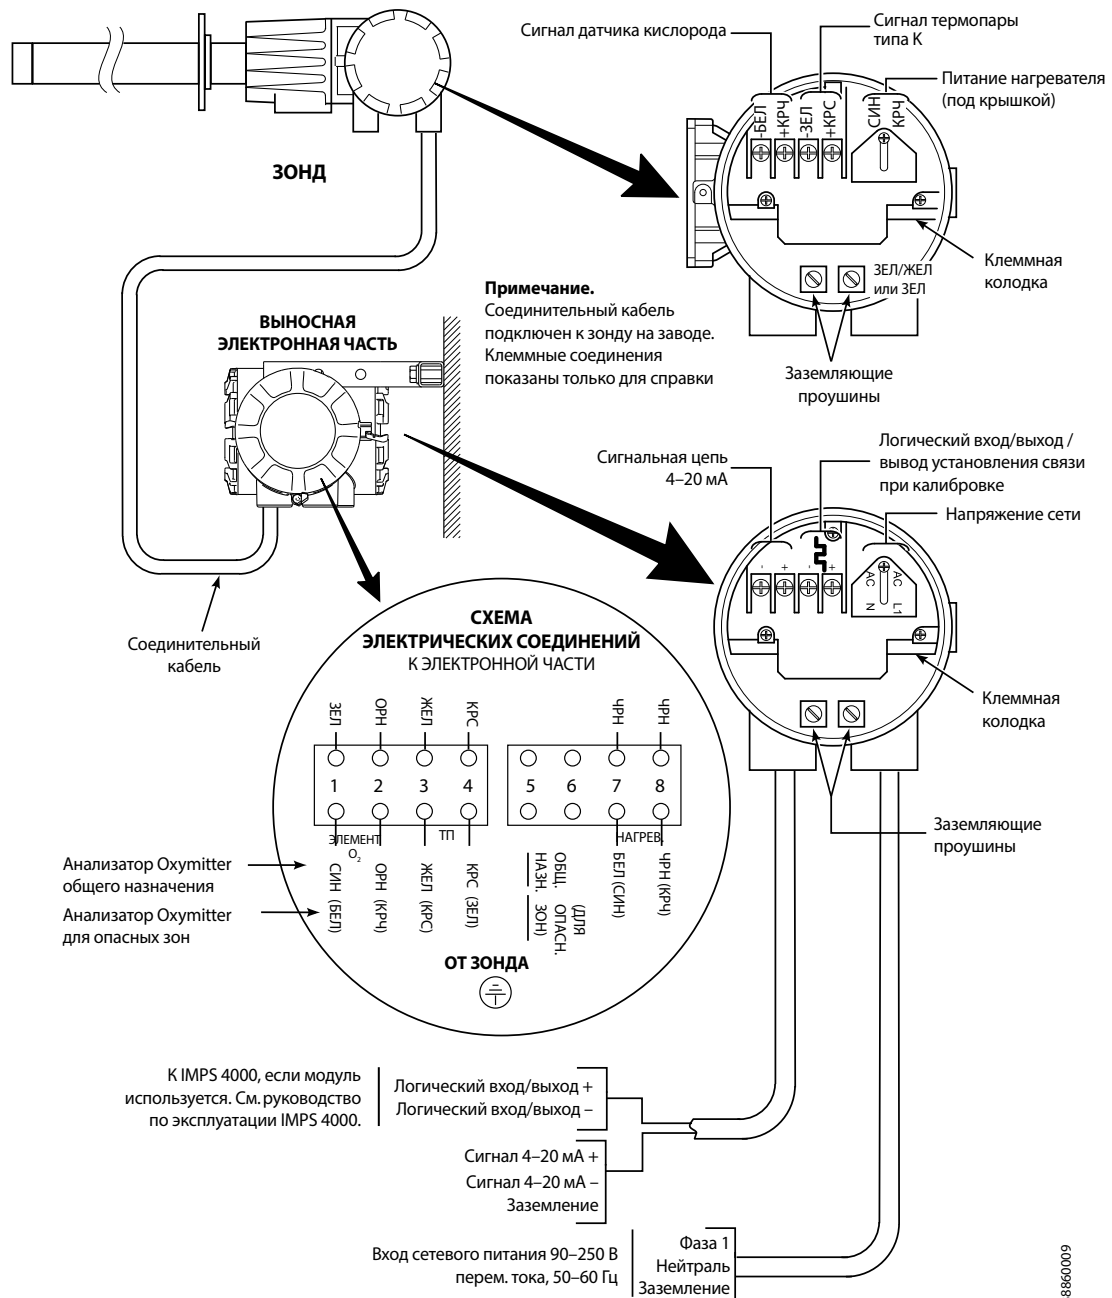 Сигнал датчика кислорода
Сигнал термопары
типа K
Питание нагревателя
(под крышкой)
-БЕЛ
+КРЧ
-ЗЕЛ
+КРС
СИН
КРЧ
ЗОНД
Клеммная
колодка
ЗЕЛ/ЖЕЛ
или ЗЕЛ
Заземляющие
проушины
Примечание.
Соединительный кабель
подключен к зонду на заводе.
Клеммные соединения
показаны только для справки
ВЫНОСНАЯ
ЭЛЕКТРОННАЯ ЧАСТЬ
Сигнальная цепь
4–20 мА
Логический вход/выход /
вывод установления связи
при калибровке
Напряжение сети
- + - +
AC N
AC L1
Соединительный
кабель
Клеммная
колодка
Заземляющие
проушины
СХЕМА
ЭЛЕКТРИЧЕСКИХ СОЕДИНЕНИЙ
К ЭЛЕКТРОННОЙ ЧАСТИ
ЗЕЛ ОРН ЖЕЛ КРС ЧРН ЧРН
1 2 3 4 5 6 7 8
ЭЛЕМЕНТ
O2
ТП
НАГРЕВ.
Анализатор Oxymitter
общего назначения
Анализатор Oxymitter
для опасных зон
СИН (БЕЛ)
ОРН (КРЧ)
ЖЕЛ (КРС)
КРС (ЗЕЛ)
ОБЩ.
НАЗН.
(ДЛЯ
ОПАСН.
ЗОН)
БЕЛ (СИН)
ЧРН (КРЧ)
ОТ ЗОНДА
К IMPS 4000, если модуль
используется. См. руководство
по эксплуатации IMPS 4000.
Логический вход/выход +
Логический вход/выход –
Сигнал 4–20 мА +
Сигнал 4–20 мА –
Заземление
Вход сетевого питания 90–250 В
перем. тока, 50–60 Гц
Фаза 1
Нейтраль
Заземление